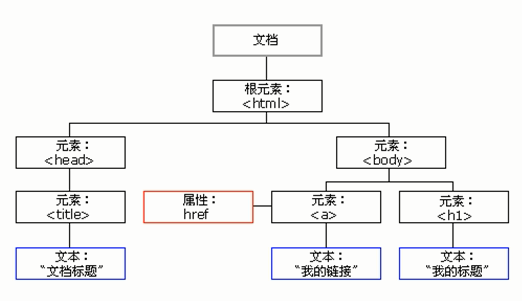 文档
根元素：
<html>
元素：
<head>
元素：
<body>
元素：
<title>
属性：
href
元素：
<a>
元素：
<h1>
文本：
“文档标题”
文本：
“我的链接”
文本：
“我的标题”